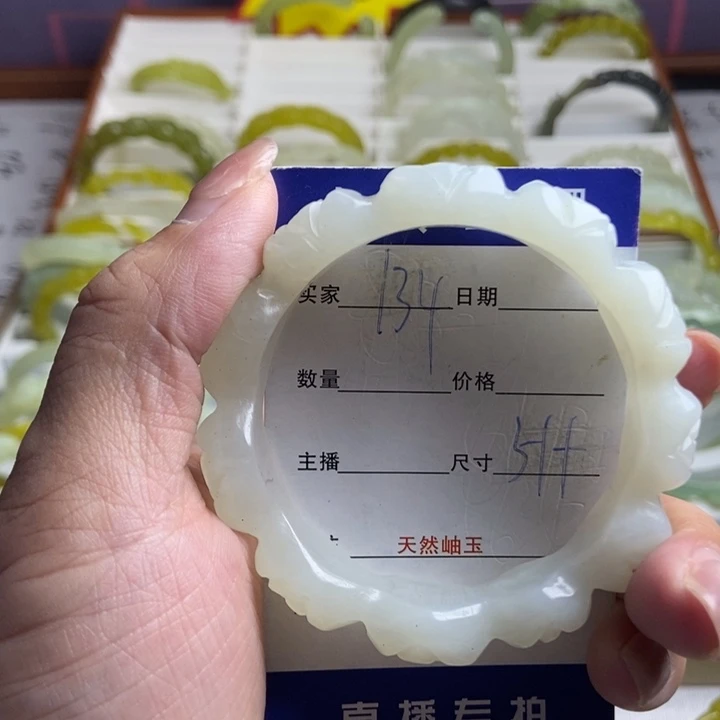 买家 134 日期
数量 价格
主播 尺寸 54+
天然岫玉
直播专拍